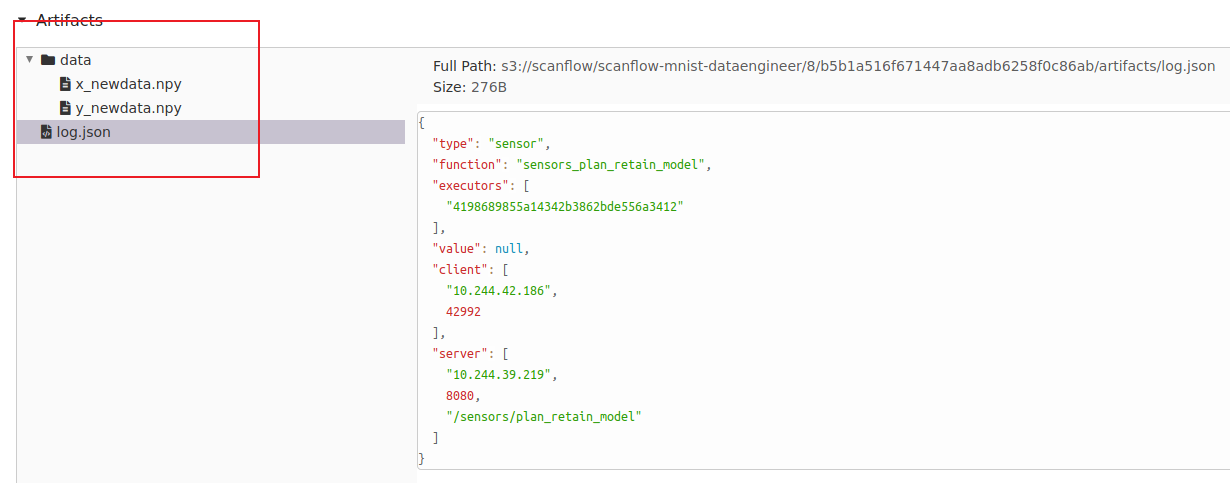 Artifacts
data
x_newdata.npy
y_newdata.npy
log.json
Full Path: s3://scanflow/scanflow-mnist-dataengineer/8/b5b1a516f671447aa8adb6258f0c86ab/artifacts/log.json
Size: 276B
{
"type": "sensor",
"function": "sensors_plan_retain_model",
"executors": [
"4198689855a14342b3862bde556a3412"
],
"value": null,
"client": [
"10.244.42.186",
42992
],
"server": [
"10.244.39.219",
8080,
"/sensors/plan_retain_model"
]
}